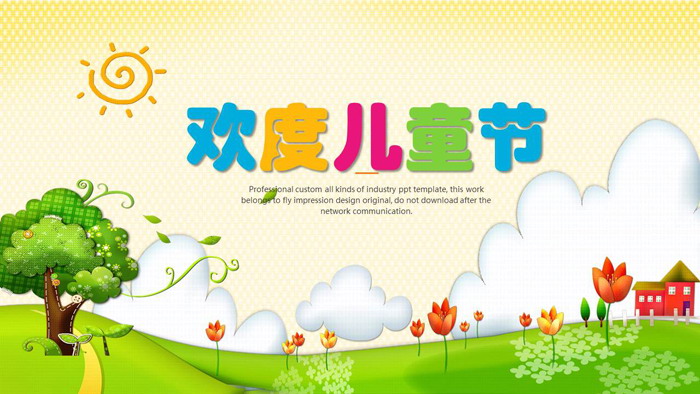 欢度儿童节
Professional custom all kinds of industry ppt template, this work
belongs to fly impression design original, do not download after the
network communication.